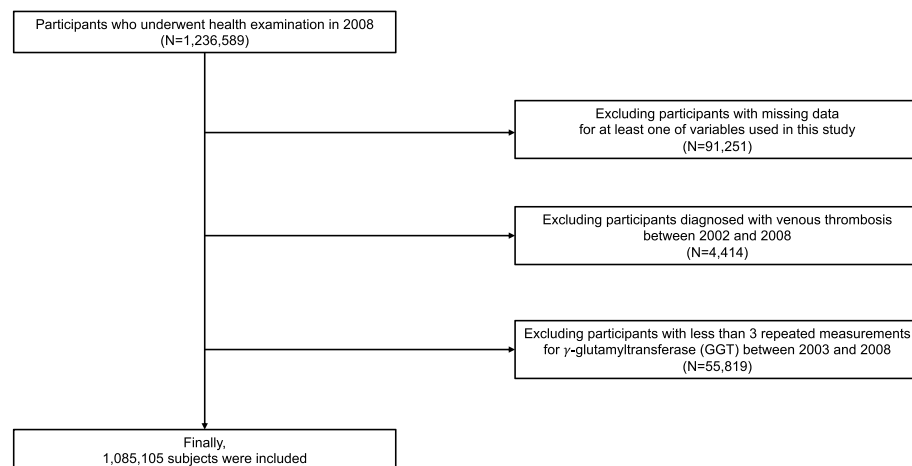 Participants who underwent health examination in 2008
(N=1,236,589)
Excluding participants with missing data
for at least one of variables used in this study
(N=91,251)
Excluding participants diagnosed with venous thrombosis
between 2002 and 2008
(N=4,414)
Excluding participants with less than 3 repeated measurements
for γ-glutamyltransferase (GGT) between 2003 and 2008
(N=55,819)
Finally,
1,085,105 subjects were included